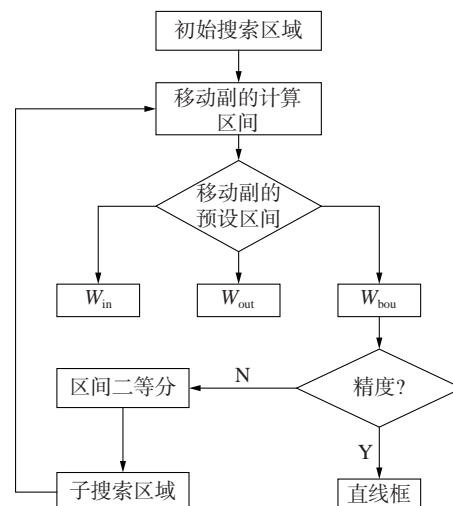 初始搜索区域
移动副的计算
区间
移动副的
预设区间
W_in W_out W_bou
区间二等分 N 精度?
Y
子搜索区域 直线框